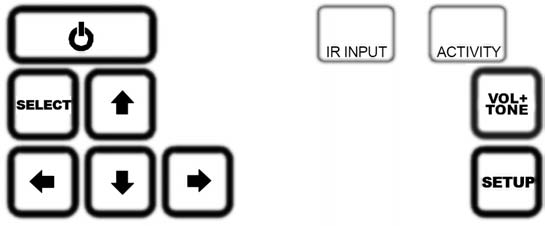 IR INPUT
ACTIVITY
SELECT
VOL+
TONE
SETUP